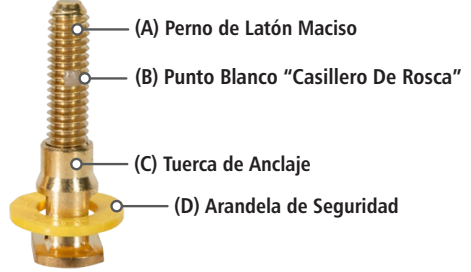 (A) Perno de Latón Maciso
(B) Punto Blanco “Casillero De Rosca”
(C) Tuerca de Anclaje
(D) Arandela de Seguridad